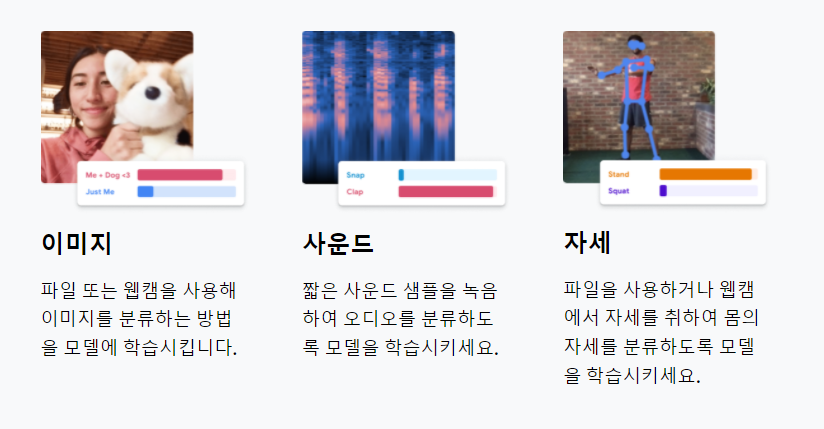 Me + Dog <3
Just Me
Snap
Clap
Stand
Squat
이미지
파일 또는 웹캠을 사용해
이미지를 분류하는 방법
을 모델에 학습시킵니다.
사운드
짧은 사운드 샘플을 녹음
하여 오디오를 분류하도
록 모델을 학습시키세요.
자세
파일을 사용하거나 웹캠
에서 자세를 취하여 몸의
자세를 분류하도록 모델
을 학습시키세요.